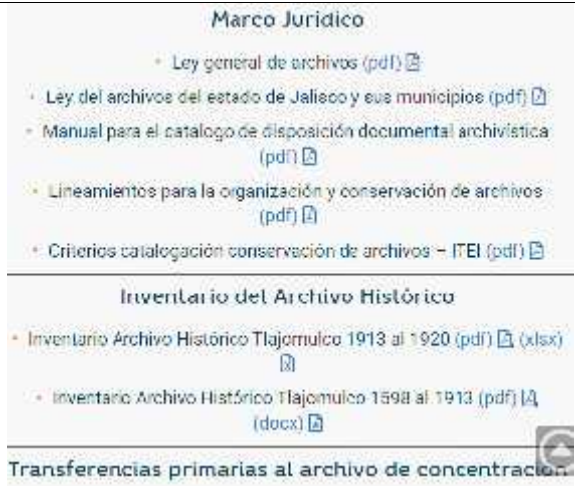 Marco Jurídico
Ley general de archivos (pdf)
Ley del archivos del estado de Jalisco y sus municipios (pdf)
Manual para el catalogo de disposición documental archivística
(pdf)
Lineamientos para la organización y conservación de archivos
(pdf)
Criterios catalogación conservación de archivos – ITEI (pdf)
Inventario del Archivo Histórico
Inventario Archivo Histórico Tlajomulco 1913 al 1920 (pdf) (xlsx)
Inventario Archivo Histórico Tlajomulco 1598 al 1913 (pdf)
(docx)
Transferencias primarias al archivo de concentración